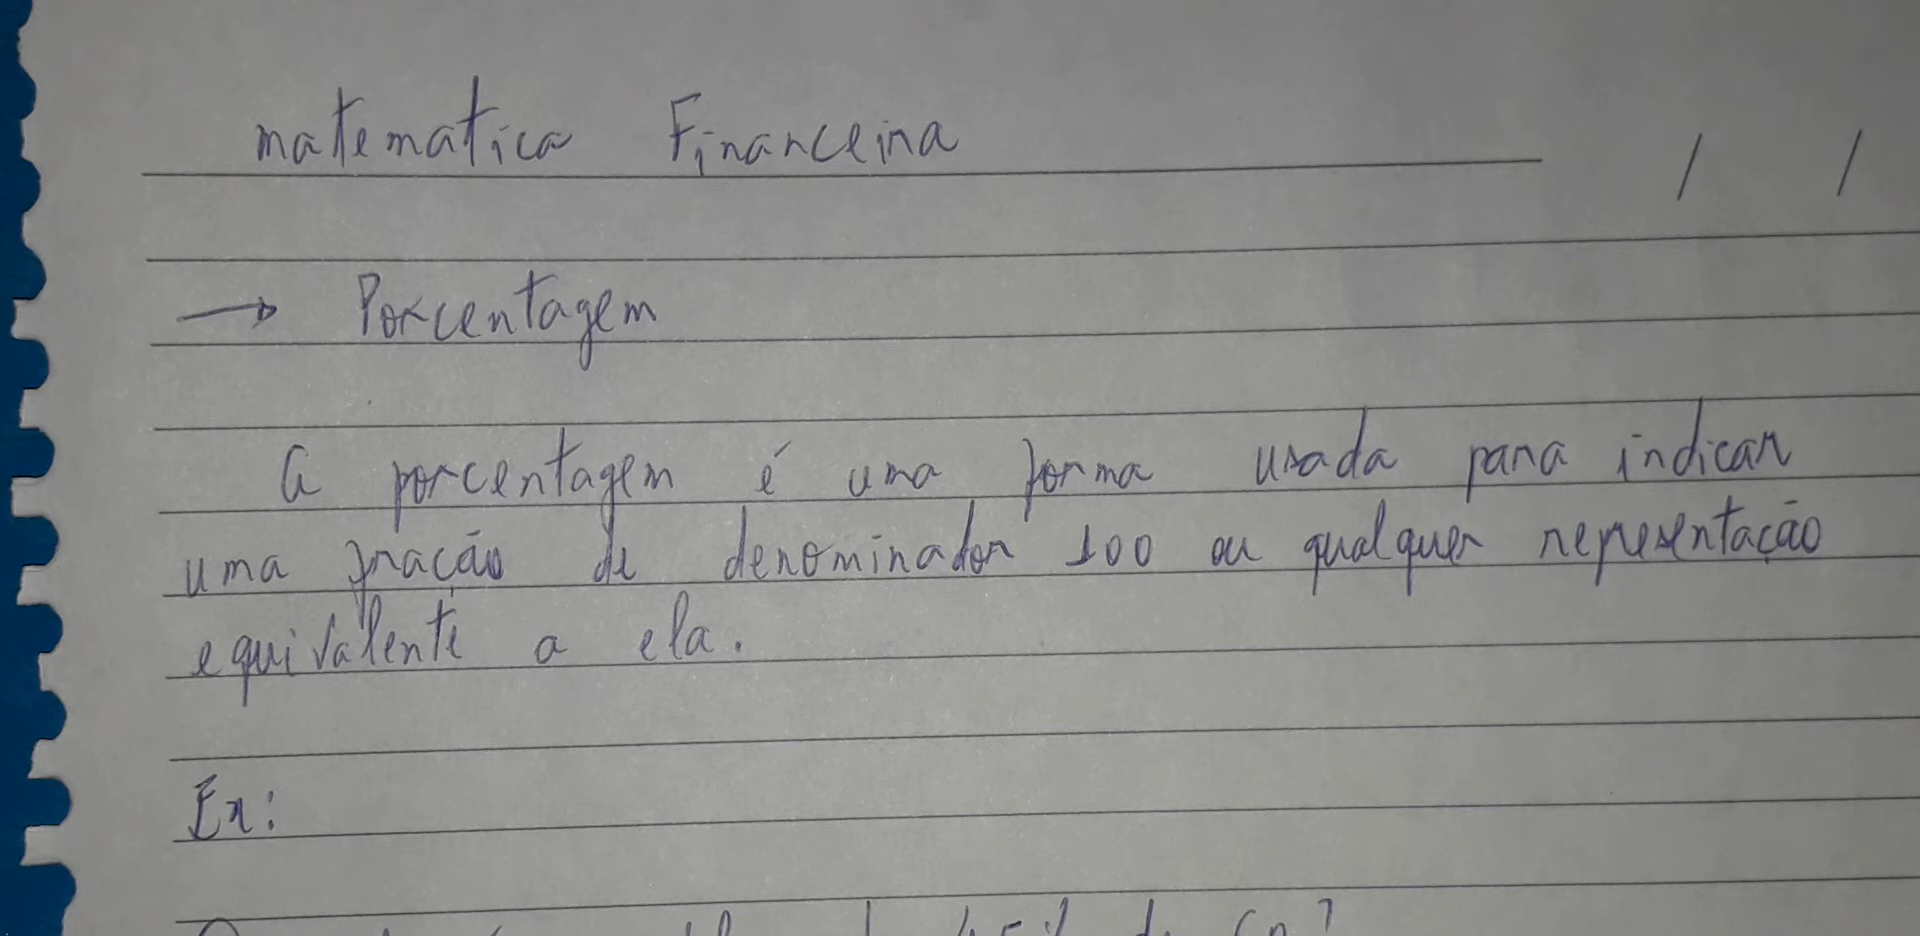 matematica Financeira
/ /
→ Porcentagem
A porcentagem é uma forma usada para indicar
uma fração de denominador 100 ou qualquer representação
equivalente a ela.
Ex: